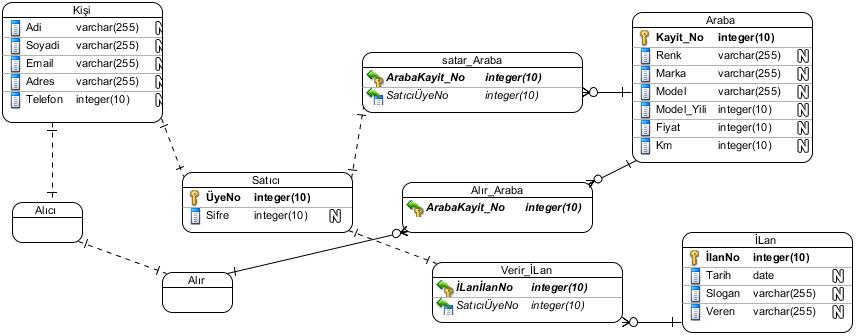 Kişi
Adi varchar(255) N
Soyadi varchar(255) N
Email varchar(255) N
Adres varchar(255) N
Telefon integer(10) N
satar_Araba
ArabaKayit_No integer(10)
SatıcıÜyeNo integer(10)
Araba
Kayit_No integer(10)
Renk varchar(255) N
Marka varchar(255) N
Model varchar(255) N
Model_Yili integer(10) N
Fiyat integer(10) N
Km integer(10) N
Satıcı
ÜyeNo integer(10)
Sifre integer(10) N
Alır_Araba
ArabaKayit_No integer(10)
Alıcı
Alır
Verir_İLan
İLanİlanNo integer(10)
SatıcıÜyeNo integer(10)
İLan
İlanNo integer(10)
Tarih date N
Slogan varchar(255) N
Veren varchar(255) N